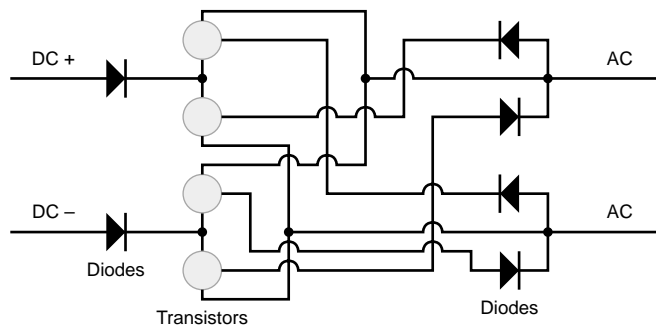 DC +
AC
DC –
AC
Diodes
Transistors
Diodes